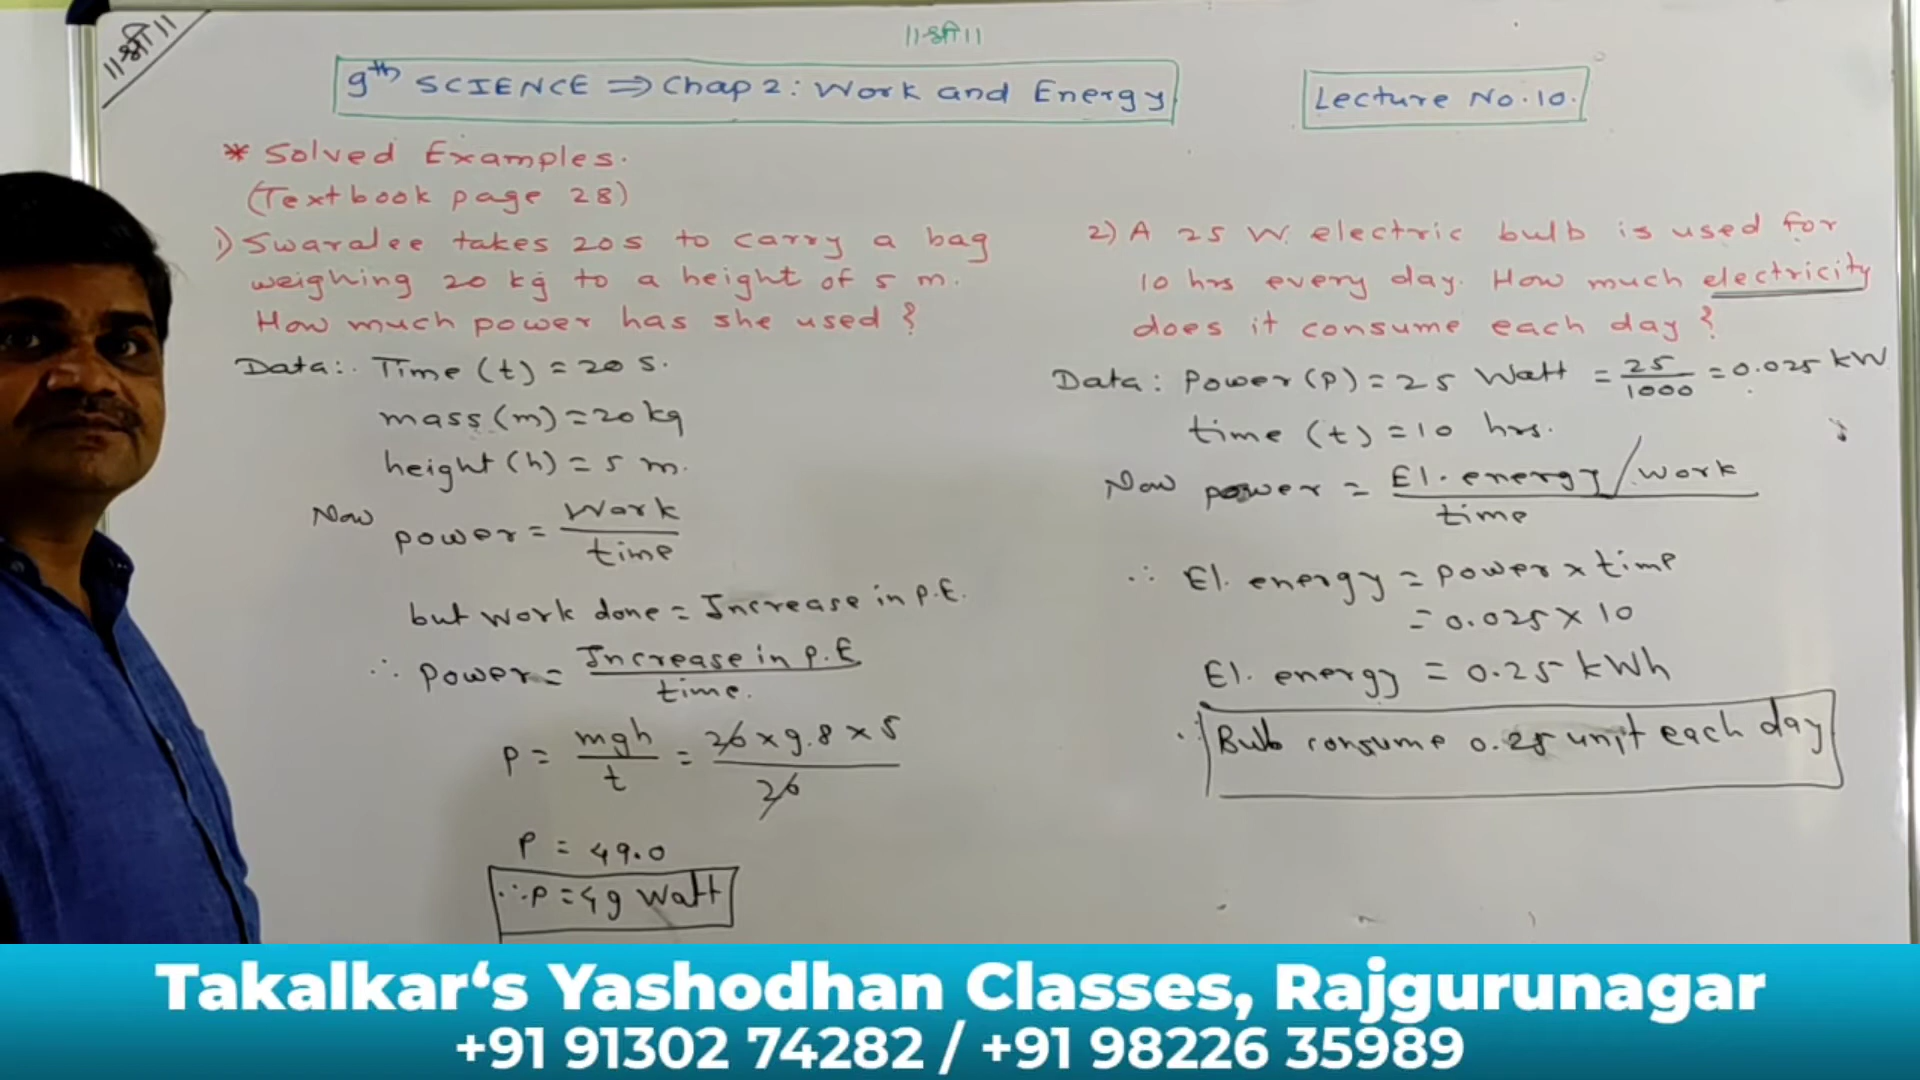 ॥श्री॥
॥श्री॥
9th SCIENCE ⇒ Chap 2: Work and Energy
Lecture No.10.
* Solved Examples.
(Textbook page 28)
1) Swaralee takes 20s to carry a bag
weighing 20 kg to a height of 5 m.
How much power has she used?
Data:. Time (t) = 20 s.
mass (m) = 20 kg
height (h) = 5 m.
Now power = Work / time
but work done = Increase in P.E.
∴ Power = Increase in P.E / time.
P = mgh / t = 20 x 9.8 x 5 / 20
P = 49.0
∴ P = 49 Watt
2) A 25 W. electric bulb is used for
10 hrs every day. How much electricity
does it consume each day?
Data: Power (P) = 25 Watt = 25 / 1000 = 0.025 kW
time (t) = 10 hrs.
Now power = El. energy / work / time
∴ El. energy = power x time
= 0.025 x 10
El. energy = 0.25 kWh
∴ Bulb consume 0.25 unit each day
Takalkar‘s Yashodhan Classes, Rajgurunagar
+91 91302 74282 / +91 98226 35989